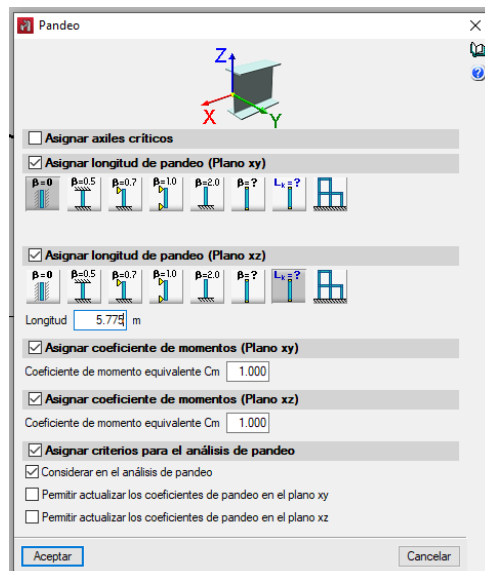 Pandeo
Z
X
Y
Asignar axiles críticos
Asignar longitud de pandeo (Plano xy)
β=0 β=0.5 β=0.7 β=1.0 β=2.0 β=? Lk=?
Asignar longitud de pandeo (Plano xz)
β=0 β=0.5 β=0.7 β=1.0 β=2.0 β=? Lk=?
Longitud 5.775 m
Asignar coeficiente de momentos (Plano xy)
Coeficiente de momento equivalente Cm 1.000
Asignar coeficiente de momentos (Plano xz)
Coeficiente de momento equivalente Cm 1.000
Asignar criterios para el análisis de pandeo
Considerar en el análisis de pandeo
Permitir actualizar los coeficientes de pandeo en el plano xy
Permitir actualizar los coeficientes de pandeo en el plano xz
Aceptar Cancelar